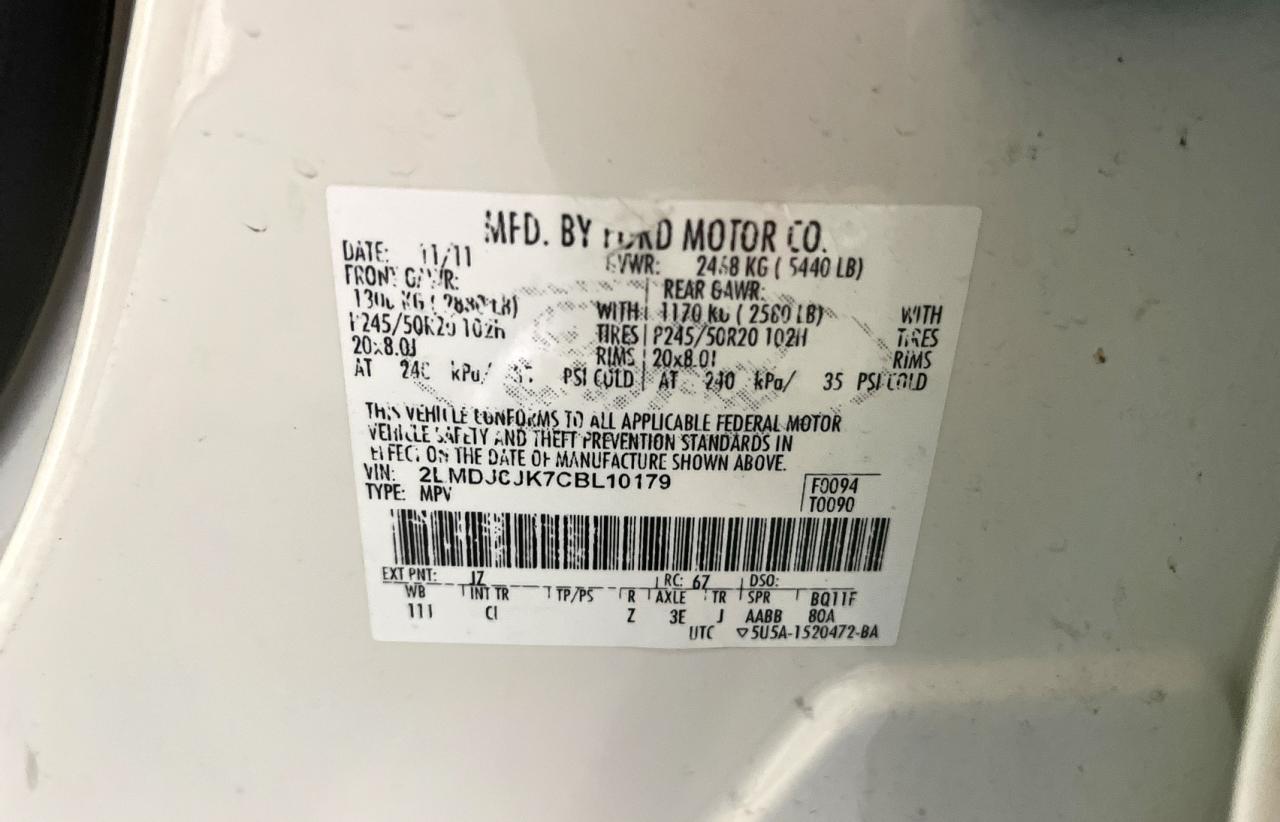 MFD. BY FORD MOTOR CO.
DATE: 11/11 GVWR: 2468 KG ( 5440 LB)
FRONT GAWR: REAR GAWR:
WITH 1170 KG ( 2580 LB) WITH
P245/50R20 102H TIRES P245/50R20 102H TIRES
20x8.0J RIMS 20x8.0J RIMS
AT 240 kPa/ PSI COLD AT 240 kPa/ 35 PSI COLD
THIS VEHICLE CONFORMS TO ALL APPLICABLE FEDERAL MOTOR
VEHICLE SAFETY AND THEFT PREVENTION STANDARDS IN
EFFECT ON THE DATE OF MANUFACTURE SHOWN ABOVE.
VIN: 2LMDJ6JK7CBL10179 F0094
TYPE: MPV T0090
EXT PNT: JZ RC: 67 DSO:
WB INT TR TP/PS R AXLE TR SPR BQ11F
111 CI Z 3E J AABB 80A
UTC ▽5U5A-1520472-BA